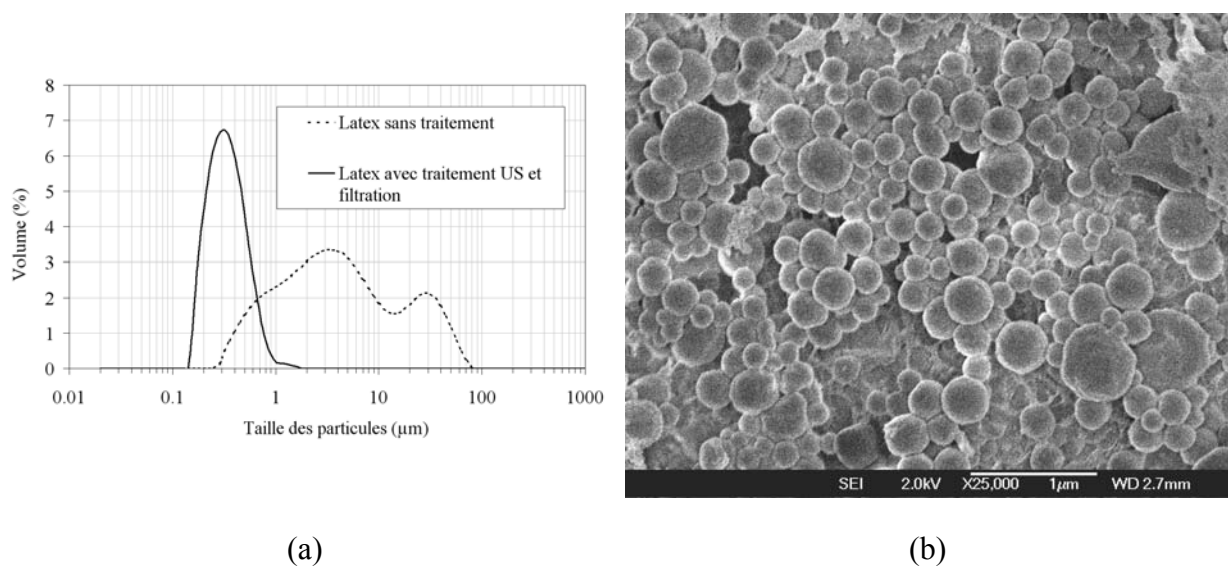 8
7
6
5
4
3
2
1
0
Volume (%)
Latex sans traitement
Latex avec traitement US et
filtration
0.01 0.1 1 10 100 1000
Taille des particules (µm)
SEI 2.0kV X25,000 1µm WD 2.7mm
(a) (b)